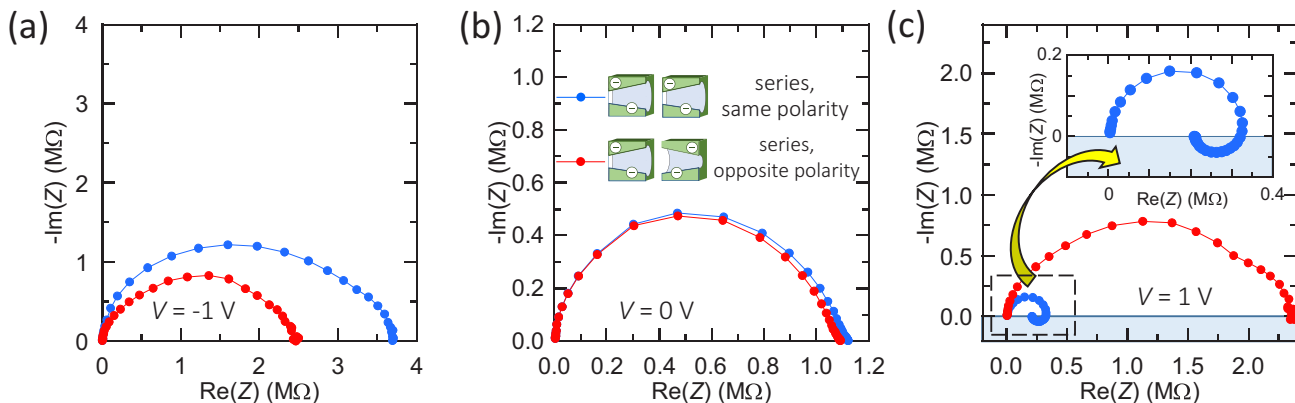 (a)
4
3
2
1
0
-Im(Z) (MΩ)
V = -1 V
0 1 2 3 4
Re(Z) (MΩ)
(b)
1.2
1.0
0.8
0.6
0.4
0.2
0.0
-Im(Z) (MΩ)
series,
same polarity
series,
opposite polarity
V = 0 V
0.0 0.2 0.4 0.6 0.8 1.0 1.2
Re(Z) (MΩ)
(c)
2.0
1.5
1.0
0.5
0.0
-Im(Z) (MΩ)
0.2
0
-Im(Z) (MΩ)
0 0.4
Re(Z) (MΩ)
V = 1 V
0.0 0.5 1.0 1.5 2.0
Re(Z) (MΩ)